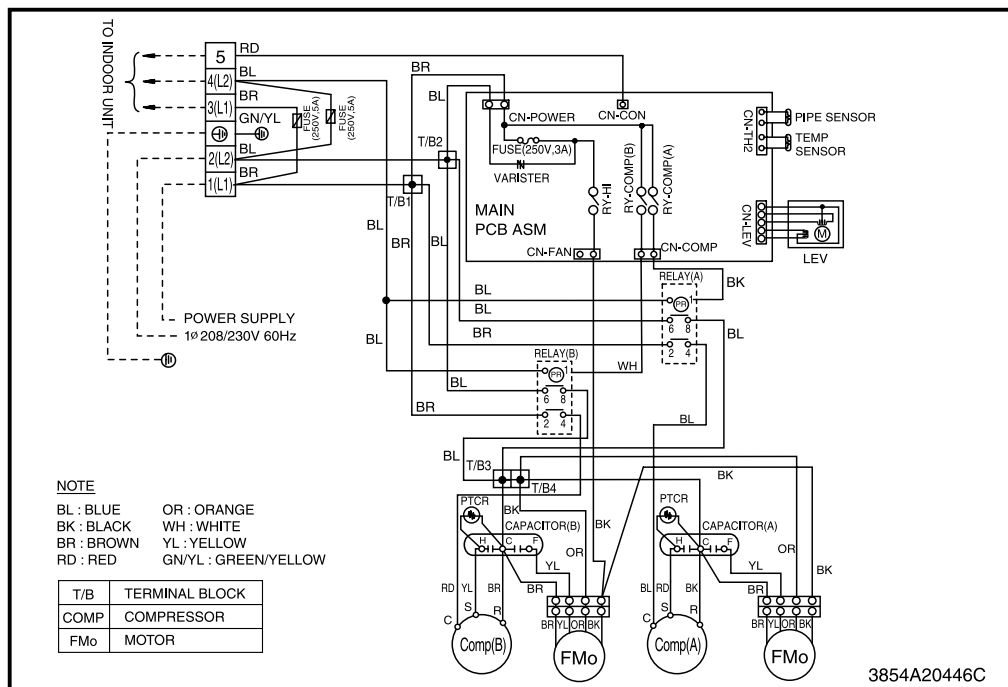 TO INDOOR UNIT
5
RD
4(L2)
BL
3(L1)
BR
GN/YL
2(L2)
BL
1(L1)
BR
FUSE
(250V,5A)
FUSE
(250V,5A)
BR
BL
T/B2
T/B1
CN-POWER
CN-CON
FUSE(250V,3A)
VARISTER
RY-HI
RY-COMP(B)
RY-COMP(A)
MAIN
PCB ASM
CN-FAN
CN-COMP
CN-TH2
PIPE SENSOR
TEMP
SENSOR
CN-LEV
M
LEV
BL
BR
BL
POWER SUPPLY
1ø 208/230V 60Hz
BL
BL
BL
BR
RELAY(A)
PR
1
6 8
2 4
BK
BL
WH
RELAY(B)
PR
1
6 8
2 4
BL
BR
BL
BL
T/B3
T/B4
BK
NOTE
BL : BLUE OR : ORANGE
BK : BLACK WH : WHITE
BR : BROWN YL : YELLOW
RD : RED GN/YL : GREEN/YELLOW
T/B TERMINAL BLOCK
COMP COMPRESSOR
FMo MOTOR
PTCR
BK
CAPACITOR(B)
H C F
OR
BK
YL
RD YL BR
BR
C S R
Comp(B)
BR YL OR BK
FMo
PTCR
CAPACITOR(A)
H C F
OR
BK
YL
BL RD BK
BR
C S R
Comp(A)
BR YL OR BK
FMo
3854A20446C